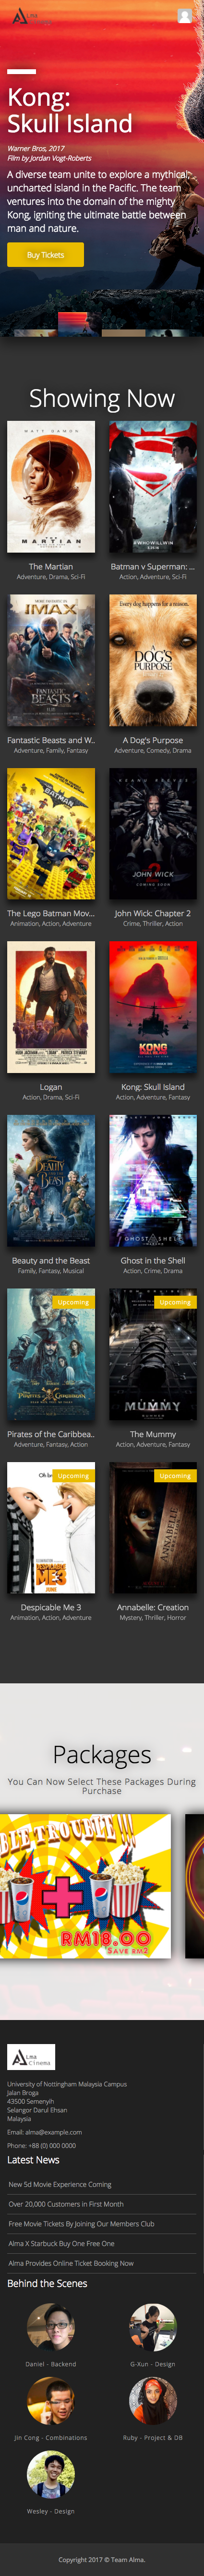 Alma
Kong:
Skull Island
Warner Bros, 2017
Film by Jordan Vogt-Roberts
A diverse team unite to explore a mythical,
uncharted island in the Pacific. The team
ventures into the domain of the mighty
Kong, igniting the ultimate battle between
man and nature.
Buy Tickets
Showing Now
MATT DAMON
MARTIAN
The Martian
Adventure, Drama, Sci-Fi
#WHOWILLWIN
Batman v Superman: ...
Action, Adventure, Sci-Fi
IMAX
FANTASTIC
BEASTS
Fantastic Beasts and W..
Adventure, Family, Fantasy
Every dog happens for a reason.
A
DOG'S
PURPOSE
A Dog's Purpose
Adventure, Comedy, Drama
BATMAN
The Lego Batman Mov...
Animation, Action, Adventure
JOHN WICK
2
COMING SOON
John Wick: Chapter 2
Crime, Thriller, Action
LOGAN
Logan
Action, Drama, Sci-Fi
KONG
SKULL ISLAND
Kong: Skull Island
Action, Adventure, Fantasy
BEAUTY
BEAST
Beauty and the Beast
Family, Fantasy, Musical
GHOST IN THE SHELL
Ghost in the Shell
Action, Crime, Drama
Upcoming
PIRATES CARIBBEAN
Pirates of the Caribbea..
Adventure, Fantasy, Action
Upcoming
MUMMY
The Mummy
Action, Adventure, Fantasy
Upcoming
DESPICABLE
ME3
JUNE
Despicable Me 3
Animation, Action, Adventure
Upcoming
ANNABELLE
Annabelle: Creation
Mystery, Thriller, Horror
Packages
You Can Now Select These Packages During
Purchase
BLE TROUBLE!!!
RM18.00
SAVE RM2
Alma
Cinema
University of Nottingham Malaysia Campus
Jalan Broga
43500 Semenyih
Selangor Darul Ehsan
Malaysia
Email: alma@example.com
Phone: +88 (0) 000 0000
Latest News
New 5d Movie Experience Coming
Over 20,000 Customers In First Month
Free Movie Tickets By Joining Our Members Club
Alma X Starbuck Buy One Free One
Alma Provides Online Ticket Booking Now
Behind the Scenes
Daniel - Backend
G-Xun - Design
Jin Cong - Combinations
Ruby - Project & DB
Wesley - Design
Copyright 2017 © Team Alma.